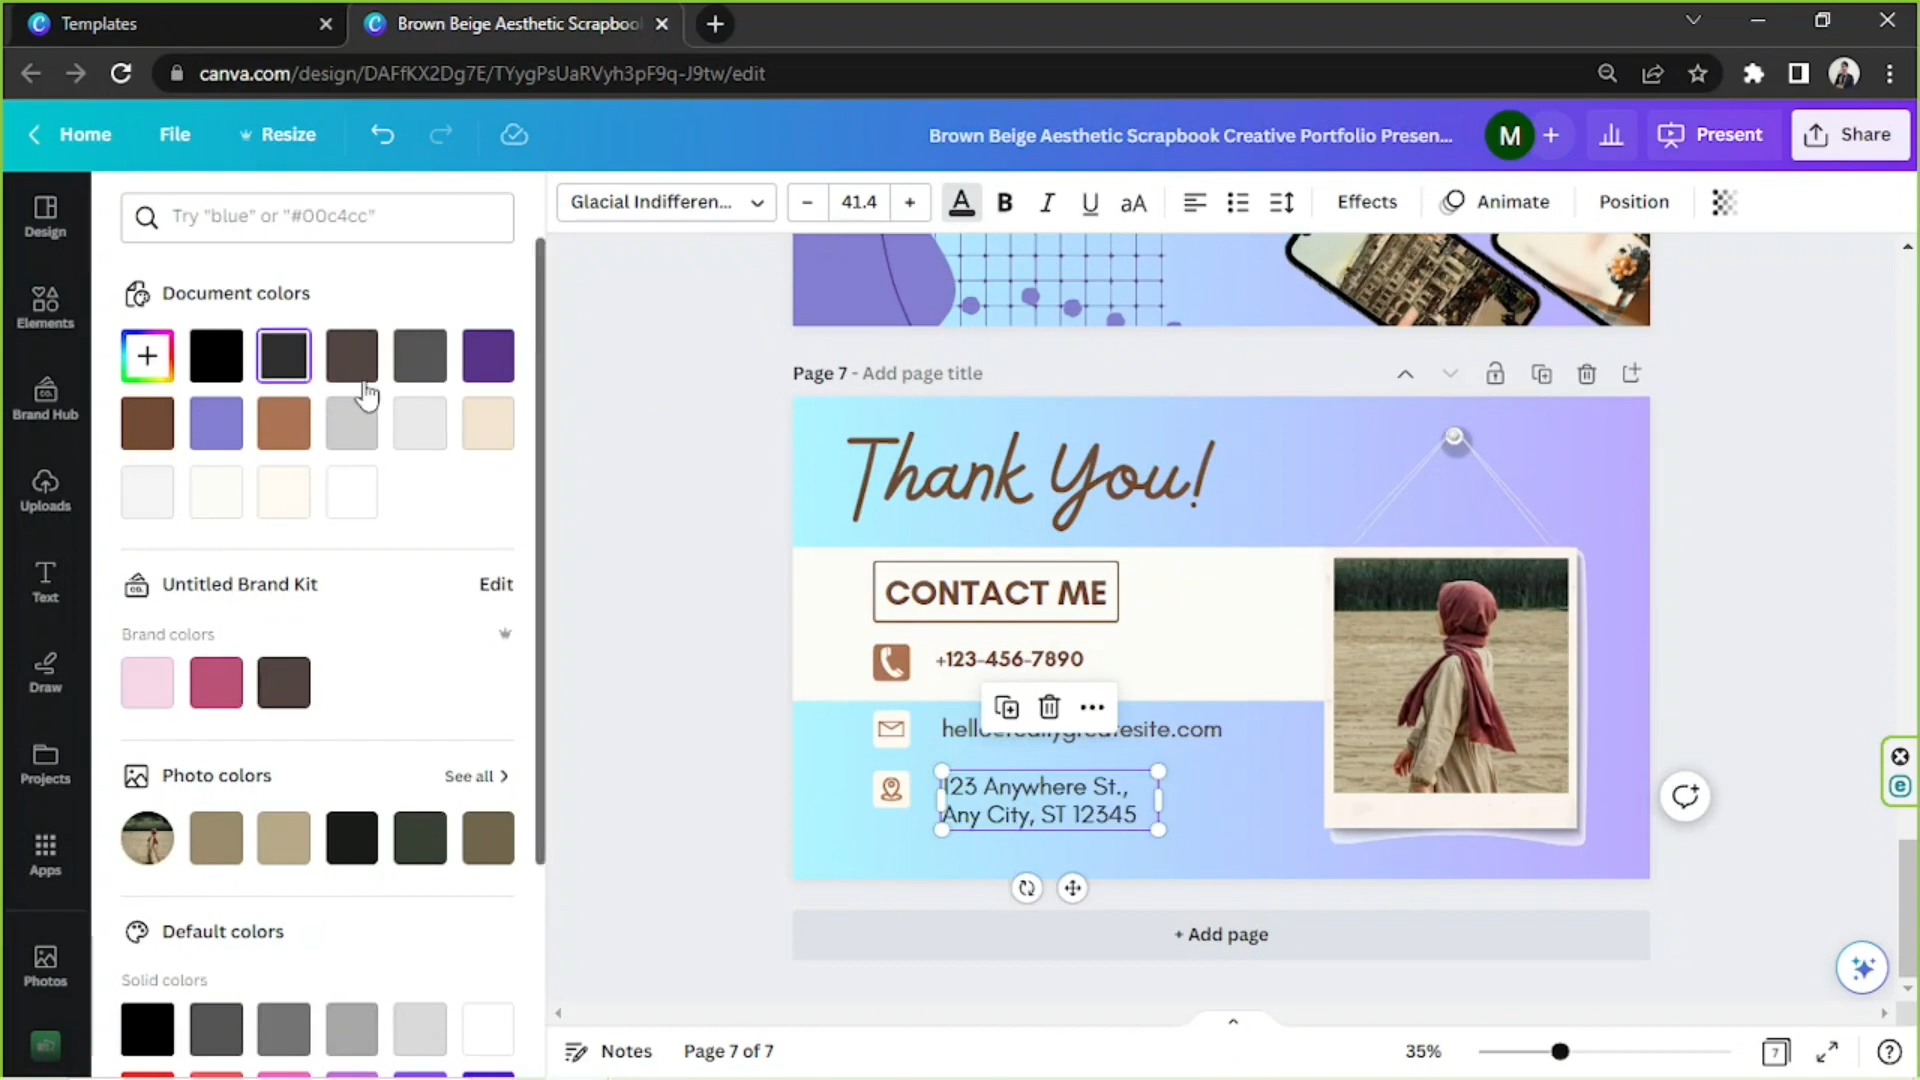 Templates
Brown Beige Aesthetic Scrapboo
canva.com/design/DAFfKX2Dg7E/TYygPsUaRVyh3pF9q-J9tw/edit
Home
File
Resize
Brown Beige Aesthetic Scrapbook Creative Portfolio Presen...
M
Present
Share
Design
Elements
Brand Hub
Uploads
Text
Draw
Projects
Apps
Photos
Try "blue" or "#00c4cc"
Document colors
Untitled Brand Kit
Edit
Brand colors
Photo colors
See all
Default colors
Solid colors
Glacial Indifferen...
– 41.4 +
A B I U aA
Effects
Animate
Position
Page 7 - Add page title
Thank You!
CONTACT ME
+123-456-7890
123 Anywhere St.,
Any City, ST 12345
+ Add page
Notes
Page 7 of 7
35%
7